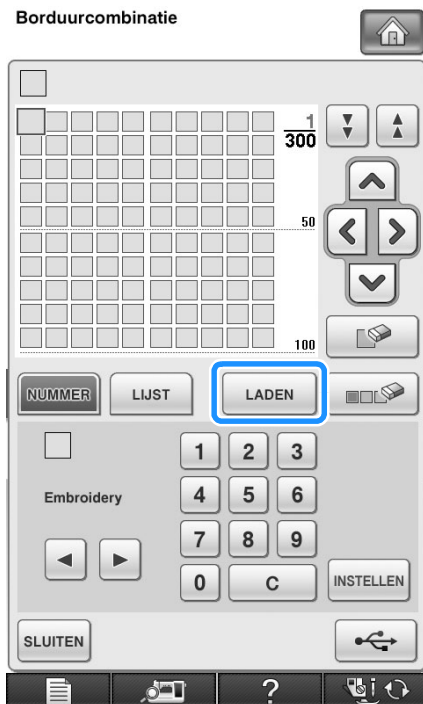 Borduurcombinatie
1
300
50
100
NUMMER LIJST LADEN
1 2 3
Embroidery 4 5 6
7 8 9
0 C INSTELLEN
SLUITEN
?